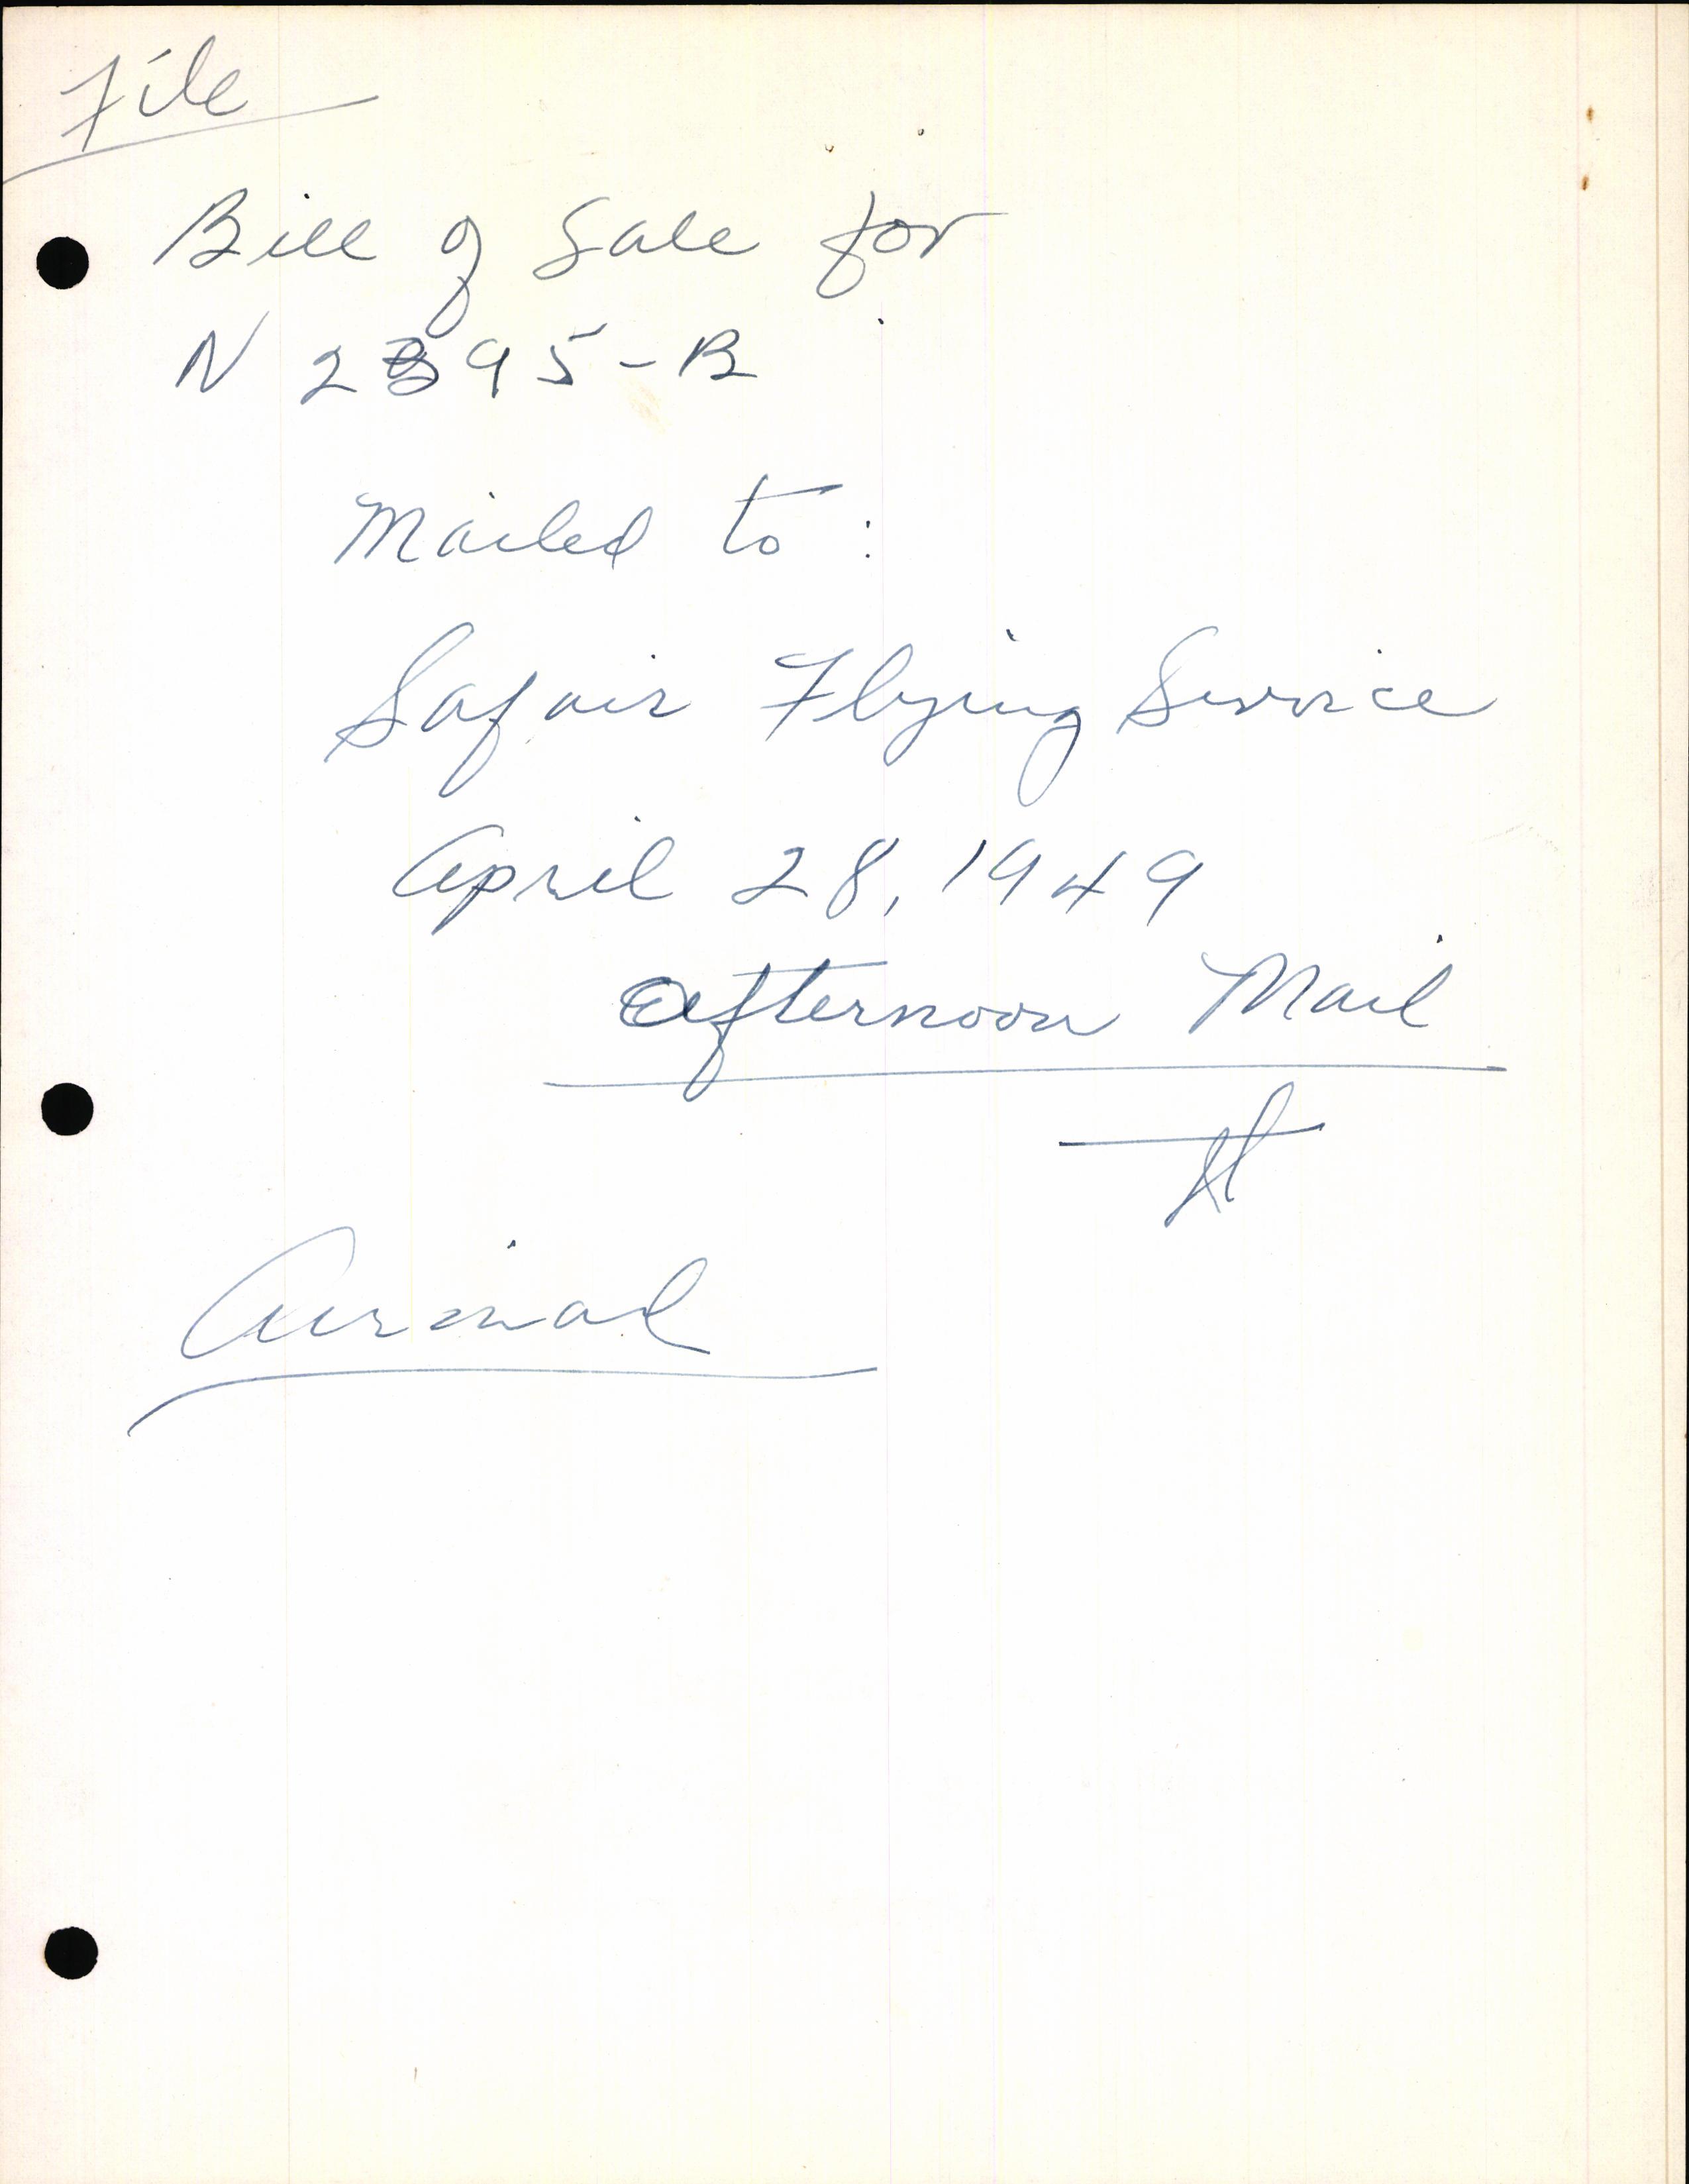 File
Bill of Sale for
N 2395-B
Mailed to :
Safair Flying Service
April 28, 1949
Afternoon Mail
Airmail